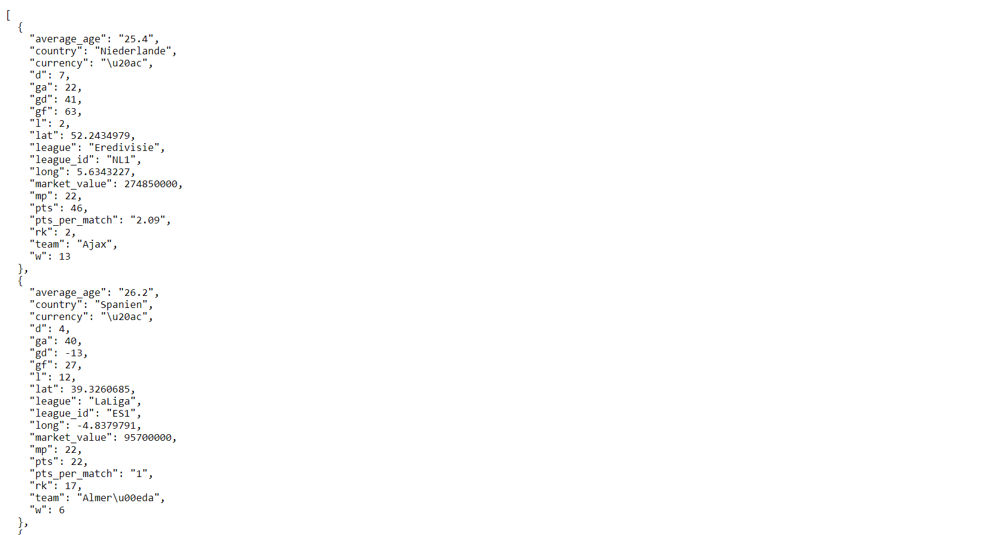 [
  {
    "average_age": "25.4",
    "country": "Niederlande",
    "currency": "\u20ac",
    "d": 7,
    "ga": 22,
    "gd": 41,
    "gf": 63,
    "l": 2,
    "lat": 52.2434979,
    "league": "Eredivisie",
    "league_id": "NL1",
    "long": 5.6343227,
    "market_value": 274850000,
    "mp": 22,
    "pts": 46,
    "pts_per_match": "2.09",
    "rk": 2,
    "team": "Ajax",
    "w": 13
  },
  {
    "average_age": "26.2",
    "country": "Spanien",
    "currency": "\u20ac",
    "d": 4,
    "ga": 40,
    "gd": -13,
    "gf": 27,
    "l": 12,
    "lat": 39.3260685,
    "league": "LaLiga",
    "league_id": "ES1",
    "long": -4.8379791,
    "market_value": 95700000,
    "mp": 22,
    "pts": 22,
    "pts_per_match": "1",
    "rk": 17,
    "team": "Almer\u00eda",
    "w": 6
  },
  {